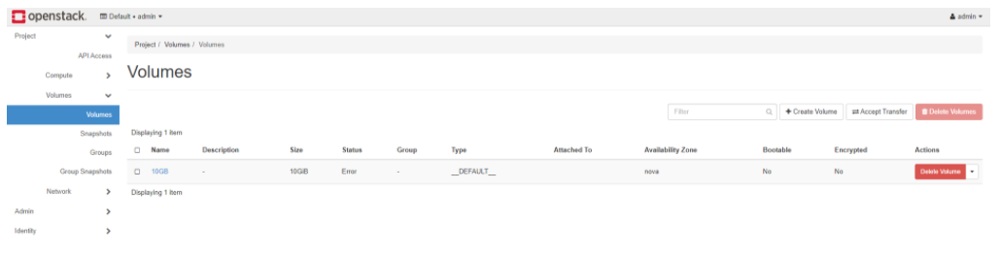 openstack. Default • admin admin
Project
API Access
Compute
Volumes
Volumes
Snapshots
Groups
Group Snapshots
Network
Admin
Identity
Project / Volumes / Volumes
Volumes
Filter Create Volume Accept Transfer Delete Volumes
Displaying 1 item
Name Description Size Status Group Type Attached To Availability Zone Bootable Encrypted Actions
10GB - 10GiB Error - __DEFAULT__ nova No No Delete Volume
Displaying 1 item